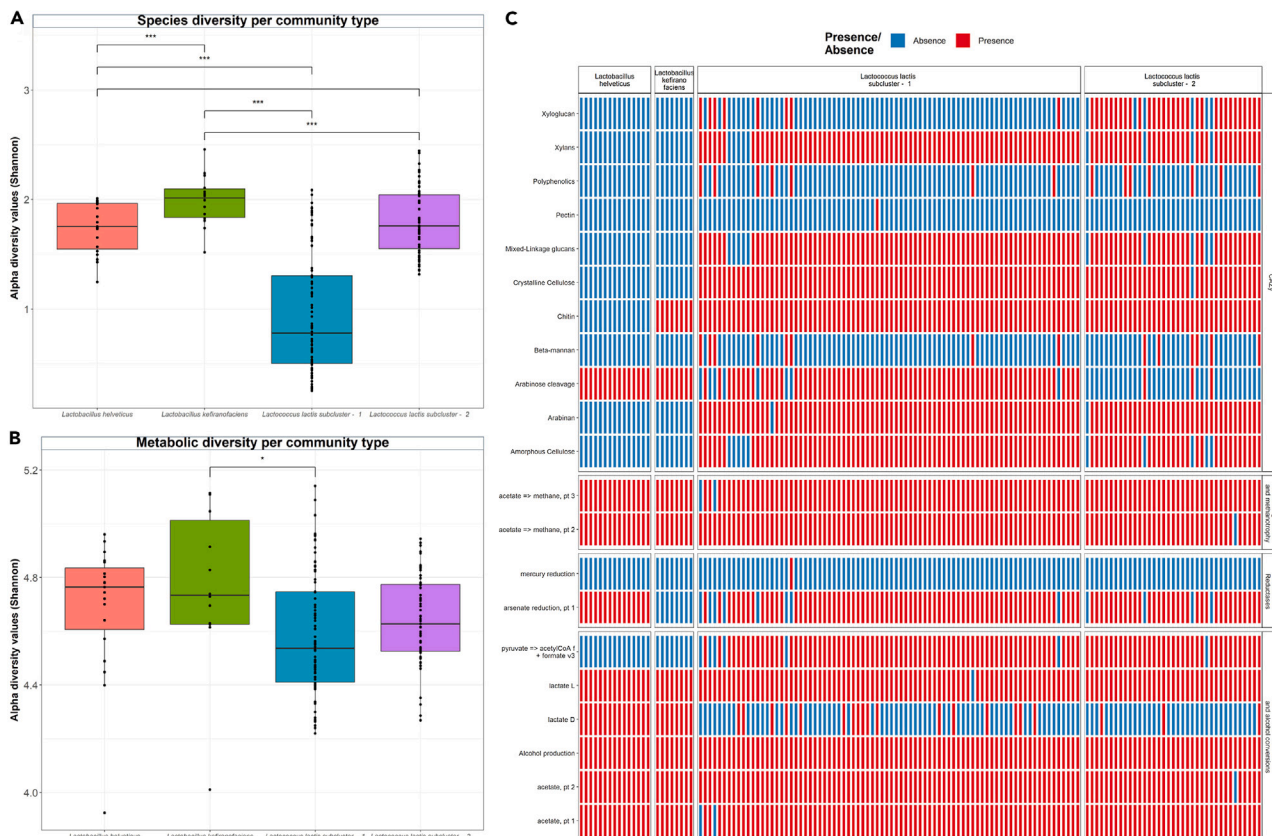 A
Species diversity per community type
Alpha diversity values (Shannon)
3
2
1
***
***
***
***
Lactobacillus helveticus
Lactobacillus kefiranofaciens
Lactococcus lactis subcluster - 1
Lactococcus lactis subcluster - 2
B
Metabolic diversity per community type
Alpha diversity values (Shannon)
5.2
4.8
4.4
4.0
*
C
Presence/
Absence
Absence
Presence
Lactobacillus
helveticus
Lactobacillus
kefirano
faciens
Lactococcus lactis
subcluster - 1
Lactococcus lactis
subcluster - 2
Xyloglucan
Xylans
Polyphenolics
Pectin
Mixed-Linkage glucans
Crystalline Cellulose
Chitin
Beta-mannan
Arabinose cleavage
Arabinan
Amorphous Cellulose
CAZy
acetate => methane, pt 3
acetate => methane, pt 2
and methanotrophy
mercury reduction
arsenate reduction, pt 1
Reductases
pyruvate => acetylCoA f
+ formate v3
lactate L
lactate D
Alcohol production
acetate, pt 2
acetate, pt 1
and alcohol conversions